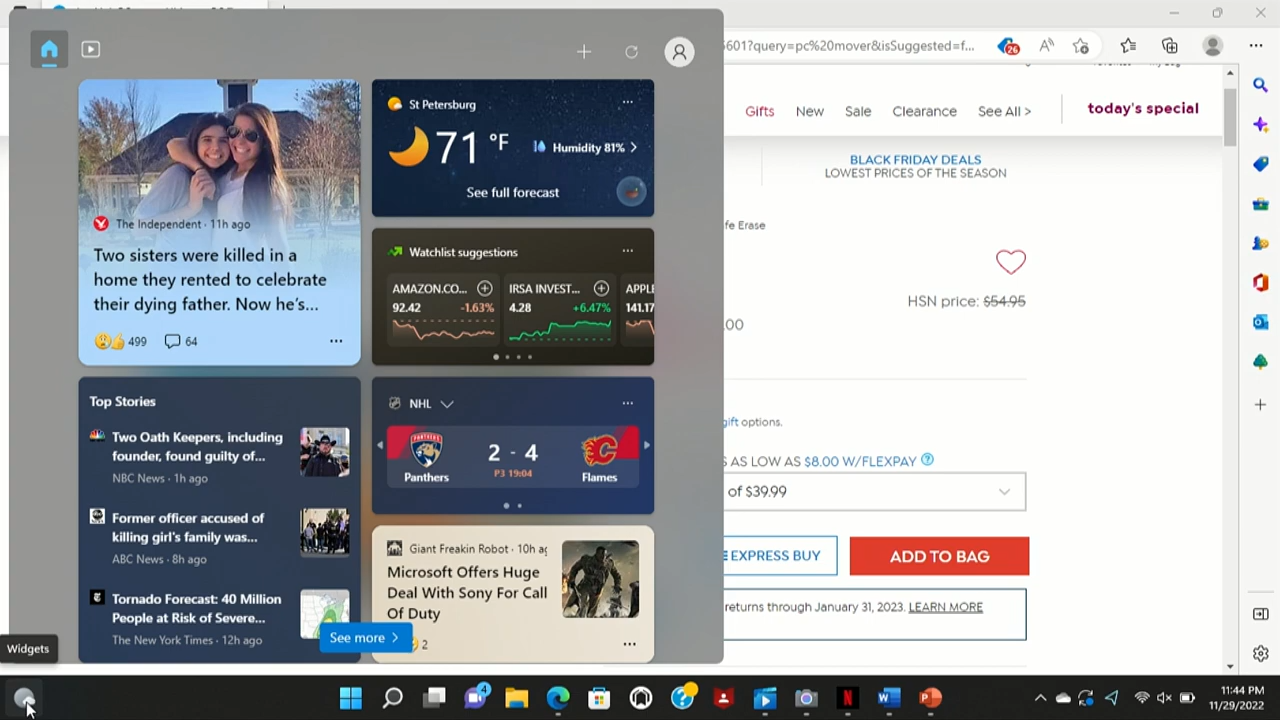 601?query=pc%20mover&isSuggested=f...
26
The Independent · 11h ago
Two sisters were killed in a
home they rented to celebrate
their dying father. Now he's...
499
64
St Petersburg
71 °F
Humidity 81%
See full forecast
Watchlist suggestions
AMAZON.CO...
92.42 -1.63%
IRSA INVEST...
4.28 +6.47%
APPLE
141.17
Top Stories
Two Oath Keepers, including
founder, found guilty of...
NBC News · 1h ago
Former officer accused of
killing girl's family was...
ABC News · 8h ago
Tornado Forecast: 40 Million
People at Risk of Severe...
The New York Times · 12h ago
See more
NHL
PANTHERS
2 - 4
P3 19:04
Panthers
Flames
Giant Freakin Robot · 10h ag
Microsoft Offers Huge
Deal With Sony For Call
Of Duty
2
Gifts New Sale Clearance See All >
today's special
BLACK FRIDAY DEALS
LOWEST PRICES OF THE SEASON
fe Erase
HSN price: $54.95
.00
gift options.
S AS LOW AS $8.00 W/FLEXPAY
of $39.99
EXPRESS BUY
ADD TO BAG
returns through January 31, 2023. LEARN MORE
Widgets
4
11:44 PM
11/29/2022